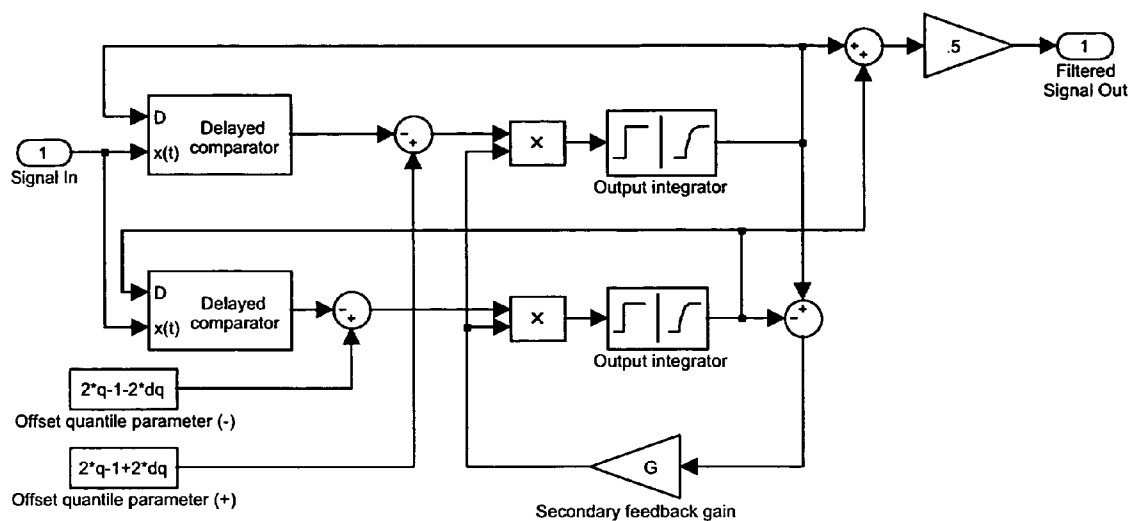 .5
1
Filtered
Signal Out
D
Delayed
comparator
x(t)
1
Signal In
×
Output integrator
D
Delayed
comparator
x(t)
×
Output integrator
2*q-1-2*dq
Offset quantile parameter (-)
2*q-1+2*dq
Offset quantile parameter (+)
G
Secondary feedback gain